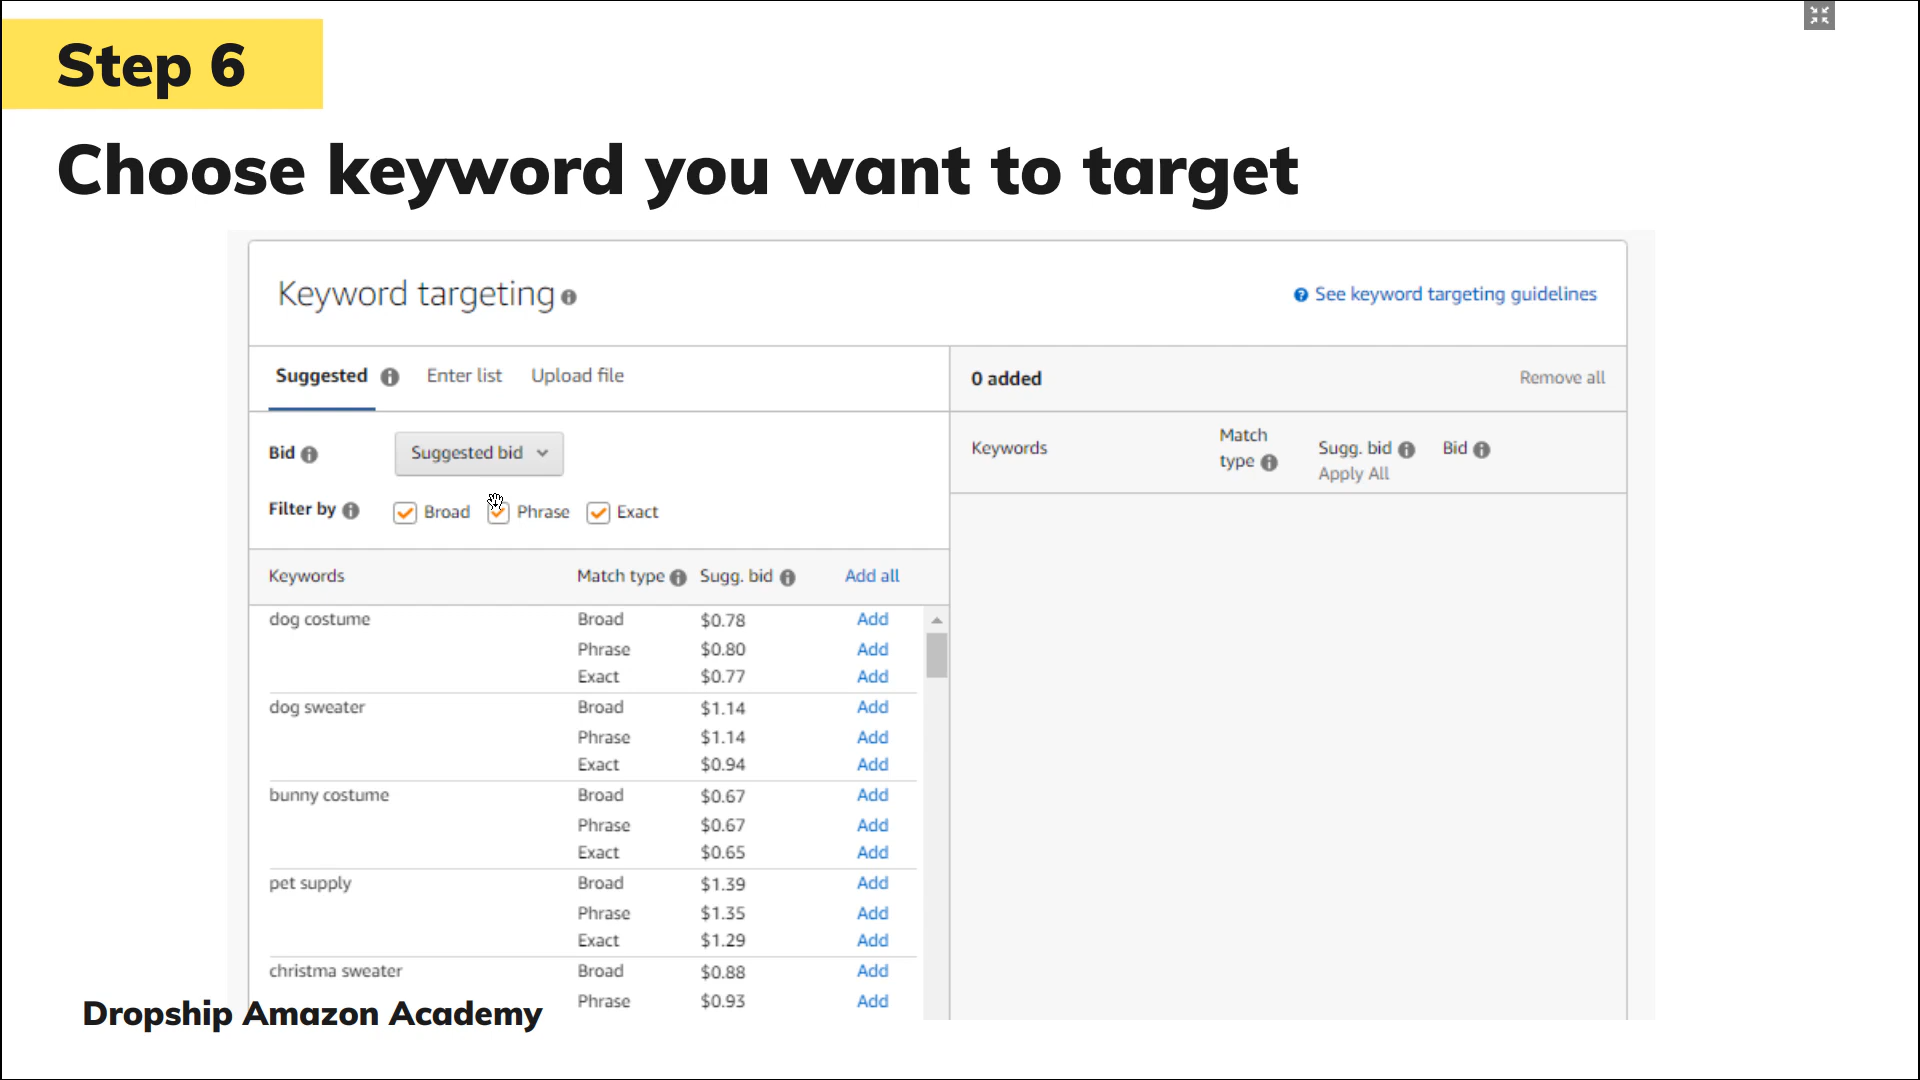 Step 6
Choose keyword you want to target
Keyword targeting
See keyword targeting guidelines
Suggested Enter list Upload file
0 added Remove all
Bid Suggested bid
Keywords Match type Sugg. bid Apply All Bid
Filter by Broad Phrase Exact
Keywords Match type Sugg. bid Add all
dog costume Broad $0.78 Add
Phrase $0.80 Add
Exact $0.77 Add
dog sweater Broad $1.14 Add
Phrase $1.14 Add
Exact $0.94 Add
bunny costume Broad $0.67 Add
Phrase $0.67 Add
Exact $0.65 Add
pet supply Broad $1.39 Add
Phrase $1.35 Add
Exact $1.29 Add
christma sweater Broad $0.88 Add
Phrase $0.93 Add
Dropship Amazon Academy